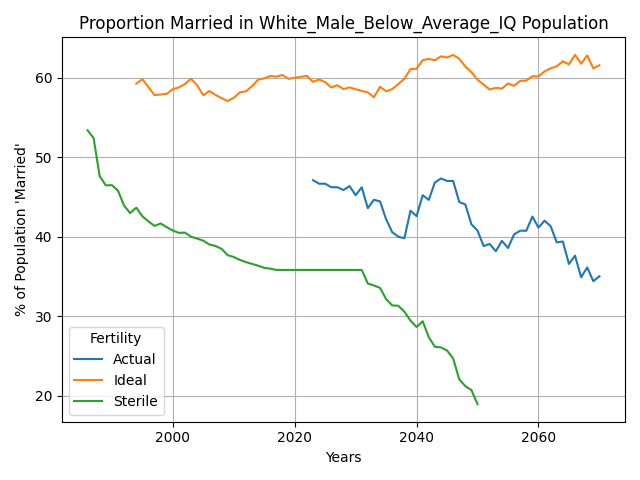 Proportion Married in White_Male_Below_Average_IQ Population
% of Population 'Married'
60
50
40
30
20
Fertility
Actual
Ideal
Sterile
2000 2020 2040 2060
Years